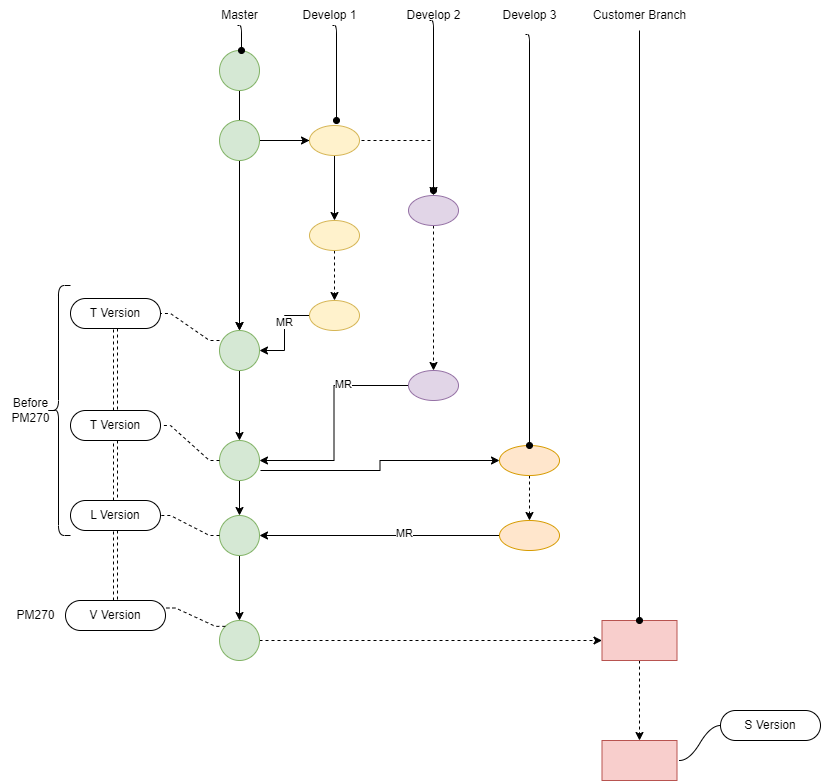 Master
Develop 1
Develop 2
Develop 3
Customer Branch
T Version
MR
MR
Before
PM270
T Version
L Version
MR
PM270
V Version
S Version